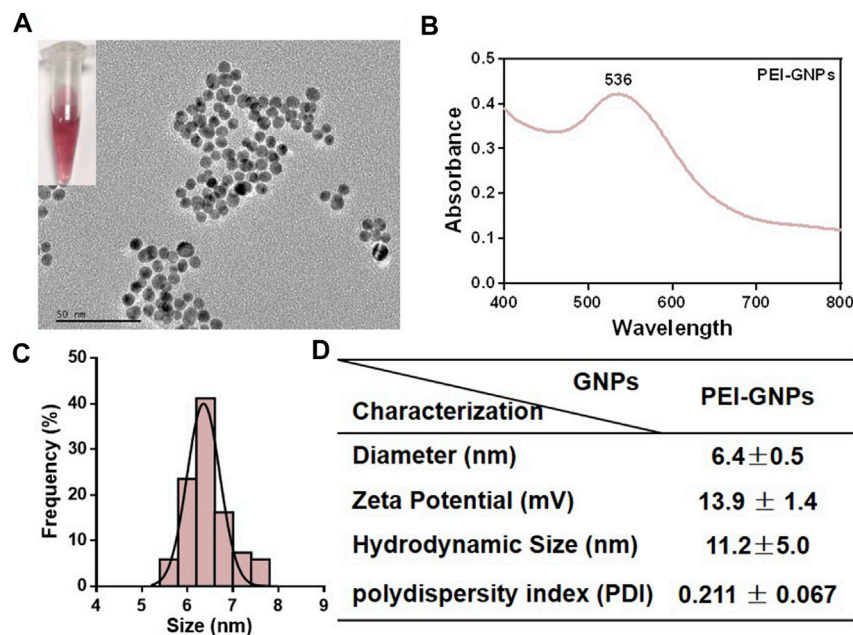 A
50 nm
B
PEI-GNPs
536
0.5
0.4
0.3
0.2
0.1
0.0
Absorbance
400 500 600 700 800
Wavelength
C
50
40
30
20
10
0
Frequency (%)
4 5 6 7 8 9
Size (nm)
D
GNPs
Characterization
PEI-GNPs
Diameter (nm) 6.4±0.5
Zeta Potential (mV) 13.9 ± 1.4
Hydrodynamic Size (nm) 11.2±5.0
polydispersity index (PDI) 0.211 ± 0.067